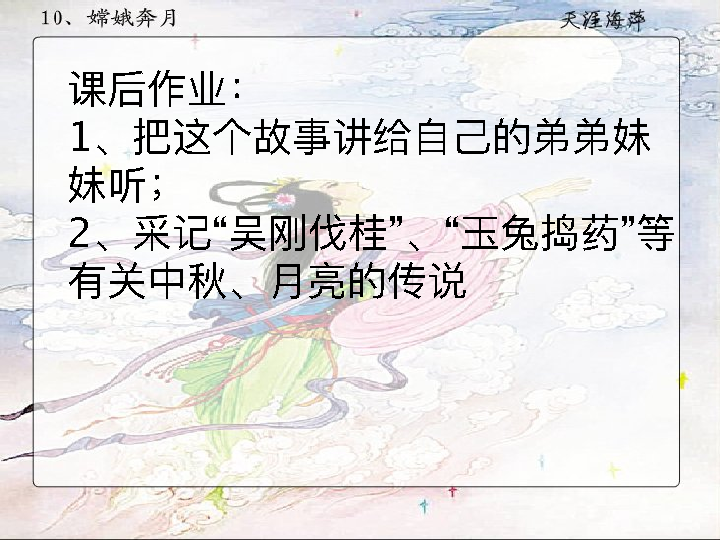 10、嫦娥奔月
天涯海萍
课后作业：
1、把这个故事讲给自己的弟弟妹
妹听；
2、采记“吴刚伐桂”、“玉兔捣药”等
有关中秋、月亮的传说